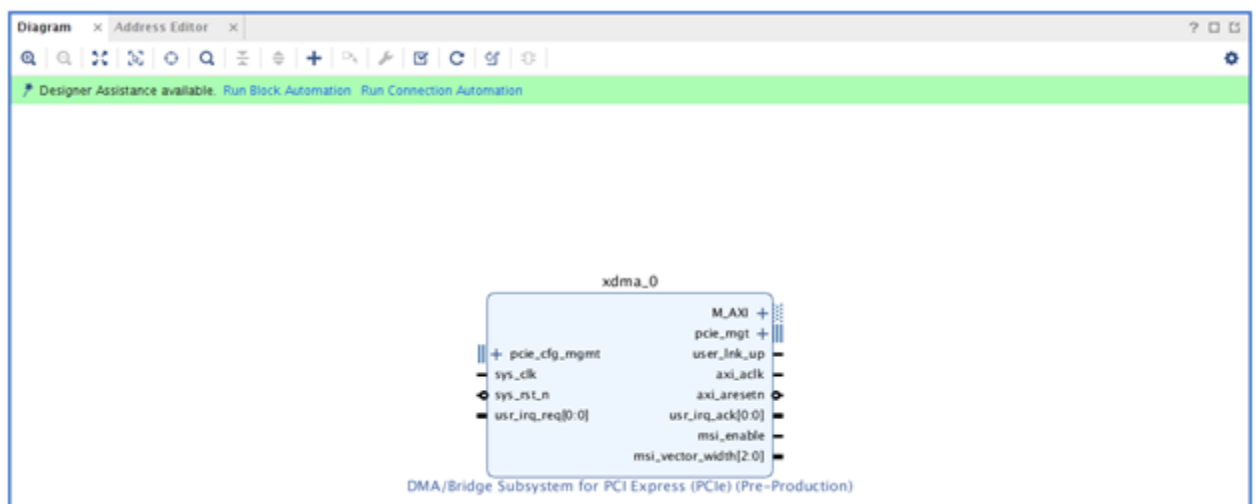 Diagram × Address Editor ×
Designer Assistance available. Run Block Automation Run Connection Automation
xdma_0
M_AXI
pcie_mgt
pcie_cfg_mgmt user_lnk_up
sys_clk axi_aclk
sys_rst_n axi_aresetn
usr_irq_req[0:0] usr_irq_ack[0:0]
msi_enable
msi_vector_width[2:0]
DMA/Bridge Subsystem for PCI Express (PCIe) (Pre-Production)